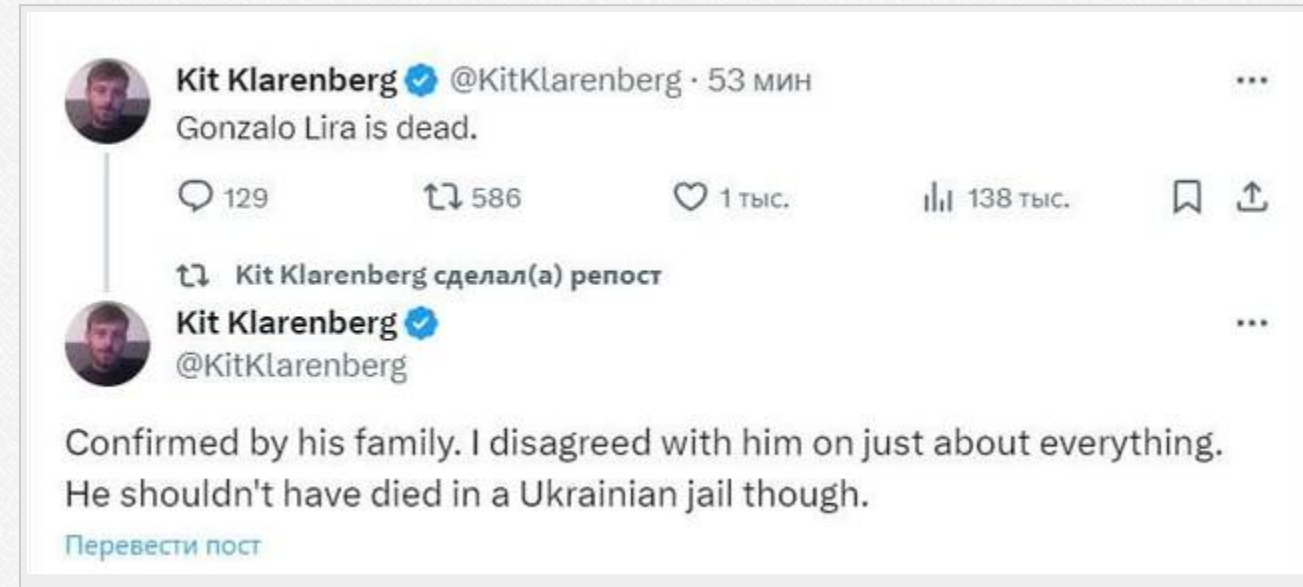 Kit Klarenberg @KitKlarenberg · 53 мин
Gonzalo Lira is dead.
129 586 1 тыс. 138 тыс.
Kit Klarenberg сделал(а) репост
Kit Klarenberg
@KitKlarenberg
Confirmed by his family. I disagreed with him on just about everything.
He shouldn't have died in a Ukrainian jail though.
Перевести пост